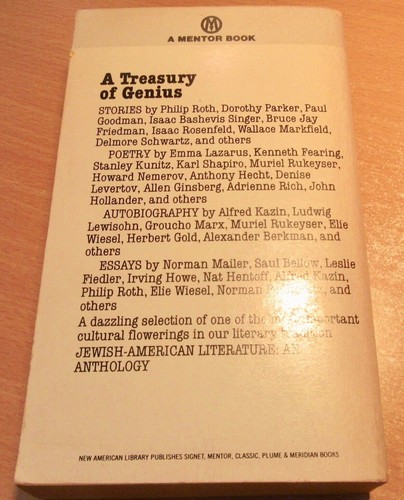 A MENTOR BOOK
A Treasury
of Genius
STORIES by Philip Roth, Dorothy Parker, Paul
Goodman, Isaac Bashevis Singer, Bruce Jay
Friedman, Isaac Rosenfeld, Wallace Markfield,
Delmore Schwartz, and others
POETRY by Emma Lazarus, Kenneth Fearing,
Stanley Kunitz, Karl Shapiro, Muriel Rukeyser,
Howard Nemerov, Anthony Hecht, Denise
Levertov, Allen Ginsberg, Adrienne Rich, John
Hollander, and others
AUTOBIOGRAPHY by Alfred Kazin, Ludwig
Lewisohn, Groucho Marx, Muriel Rukeyser, Elie
Wiesel, Herbert Gold, Alexander Berkman, and
others
ESSAYS by Norman Mailer, Saul Bellow, Leslie
Fiedler, Irving Howe, Nat Hentoff, Alfred Kazin,
Philip Roth, Elie Wiesel, Norman and
others
A dazzling selection of one of the most important
cultural flowerings in our literary tradition
JEWISH-AMERICAN LITERATURE: AN
ANTHOLOGY
NEW AMERICAN LIBRARY PUBLISHES SIGNET, MENTOR, CLASSIC, PLUME & MERIDIAN BOOKS